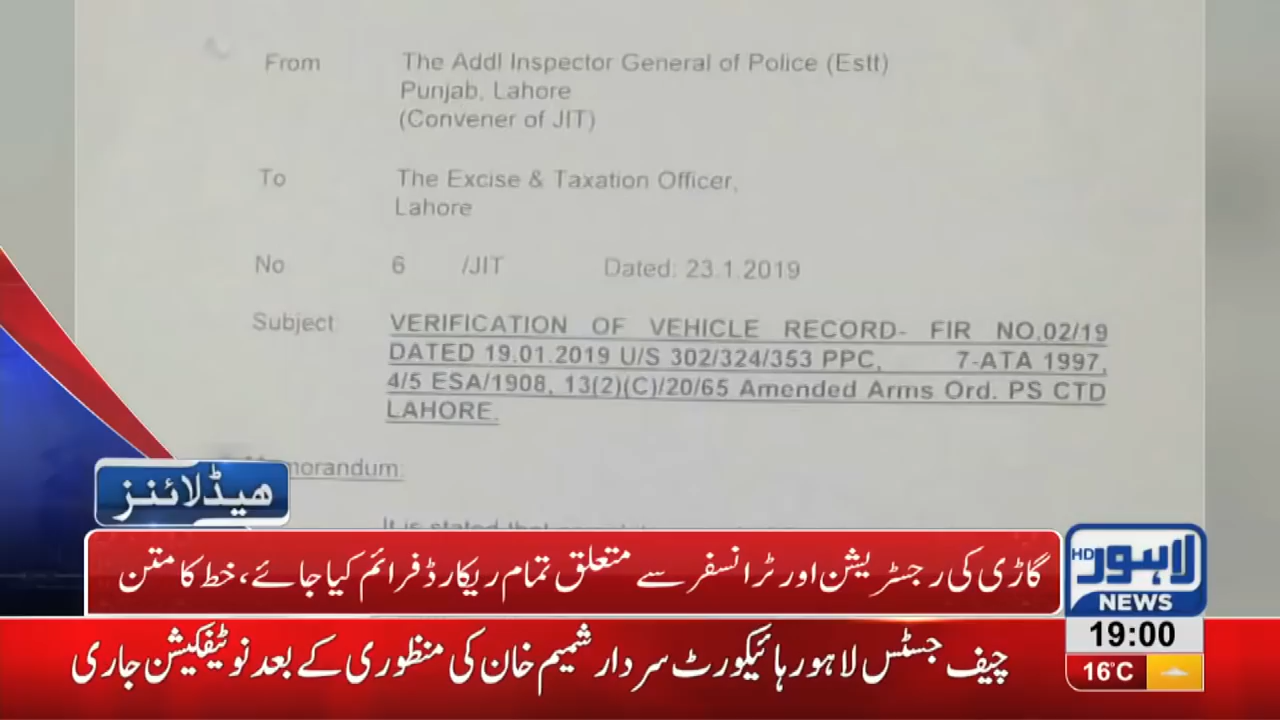 From The Addl Inspector General of Police (Estt)
Punjab, Lahore
(Convener of JIT)
To The Excise & Taxation Officer,
Lahore
No 6 /JIT Dated: 23.1.2019
Subject VERIFICATION OF VEHICLE RECORD- FIR NO.02/19
DATED 19.01.2019 U/S 302/324/353 PPC, 7-ATA 1997,
4/5 ESA/1908, 13(2)(C)/20/65 Amended Arms Ord. PS CTD
LAHORE.
morandum:
It is stated that
ہیڈلائنز
گاڑی کی رجسٹریشن اور ٹرانسفر سے متعلق تمام ریکارڈ فراہم کیا جائے، خط کا متن
HD لاہور
NEWS
19:00
16°C
چیف جسٹس لاہور ہائیکورٹ سردار شمیم خان کی منظوری کے بعد نوٹیفکیشن جاری